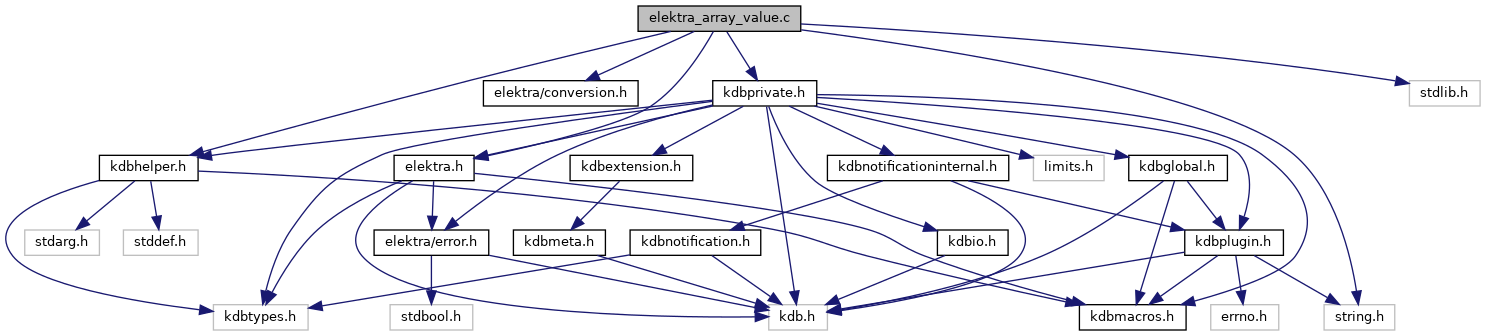 elektra_array_value.c
elektra/conversion.h
kdbprivate.h
stdlib.h
kdbhelper.h
elektra.h
kdbextension.h
kdbnotificationinternal.h
limits.h
kdbglobal.h
stdarg.h
stddef.h
elektra/error.h
kdbmeta.h
kdbnotification.h
kdbio.h
kdbplugin.h
kdbtypes.h
stdbool.h
kdb.h
kdbmacros.h
errno.h
string.h